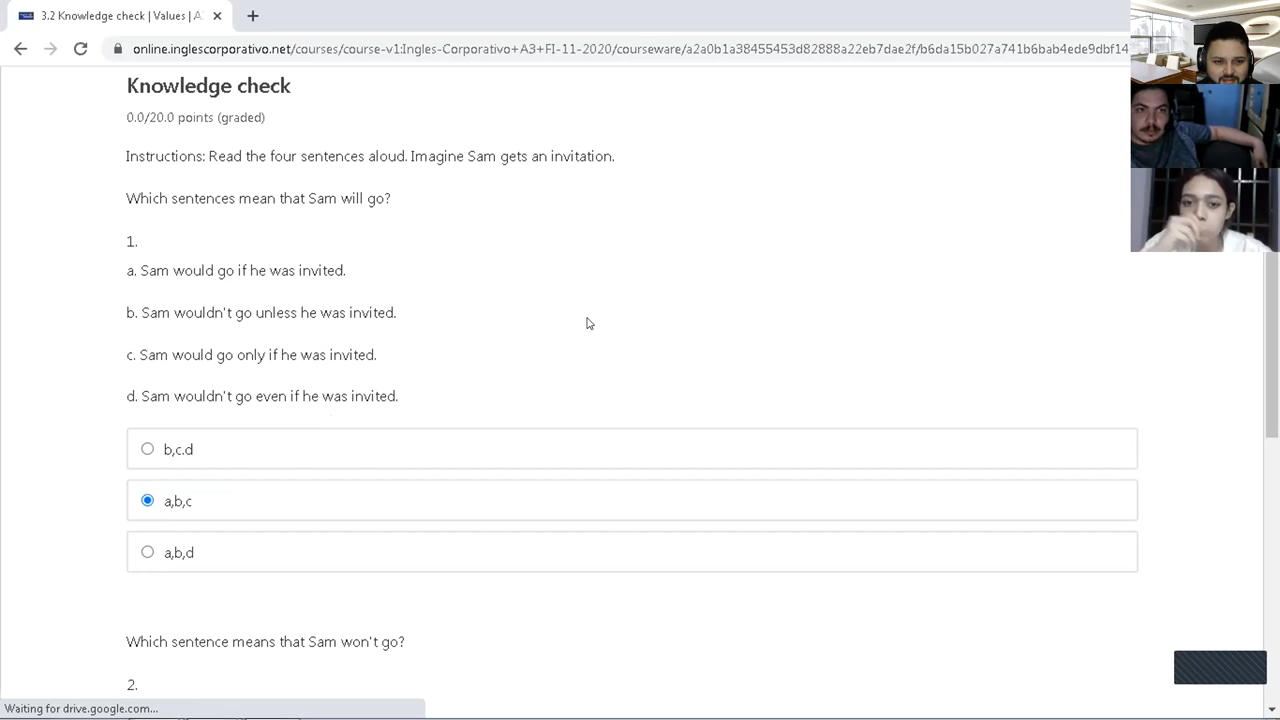 3.2 Knowledge check | Values | A
online.inglescorporativo.net/courses/course-v1:Ingles-Corporativo+A3+11-11-2020/courseware/a2ab1a38455453d82888a22eb7dae2f/b6da15b027a741b6bab4ede9dbf14
Knowledge check
0.0/20.0 points (graded)
Instructions: Read the four sentences aloud. Imagine Sam gets an invitation.
Which sentences mean that Sam will go?
1.
a. Sam would go if he was invited.
b. Sam wouldn't go unless he was invited.
c. Sam would go only if he was invited.
d. Sam wouldn't go even if he was invited.
b,c.d
a,b,c
a,b,d
Which sentence means that Sam won't go?
2.
Waiting for drive.google.com...